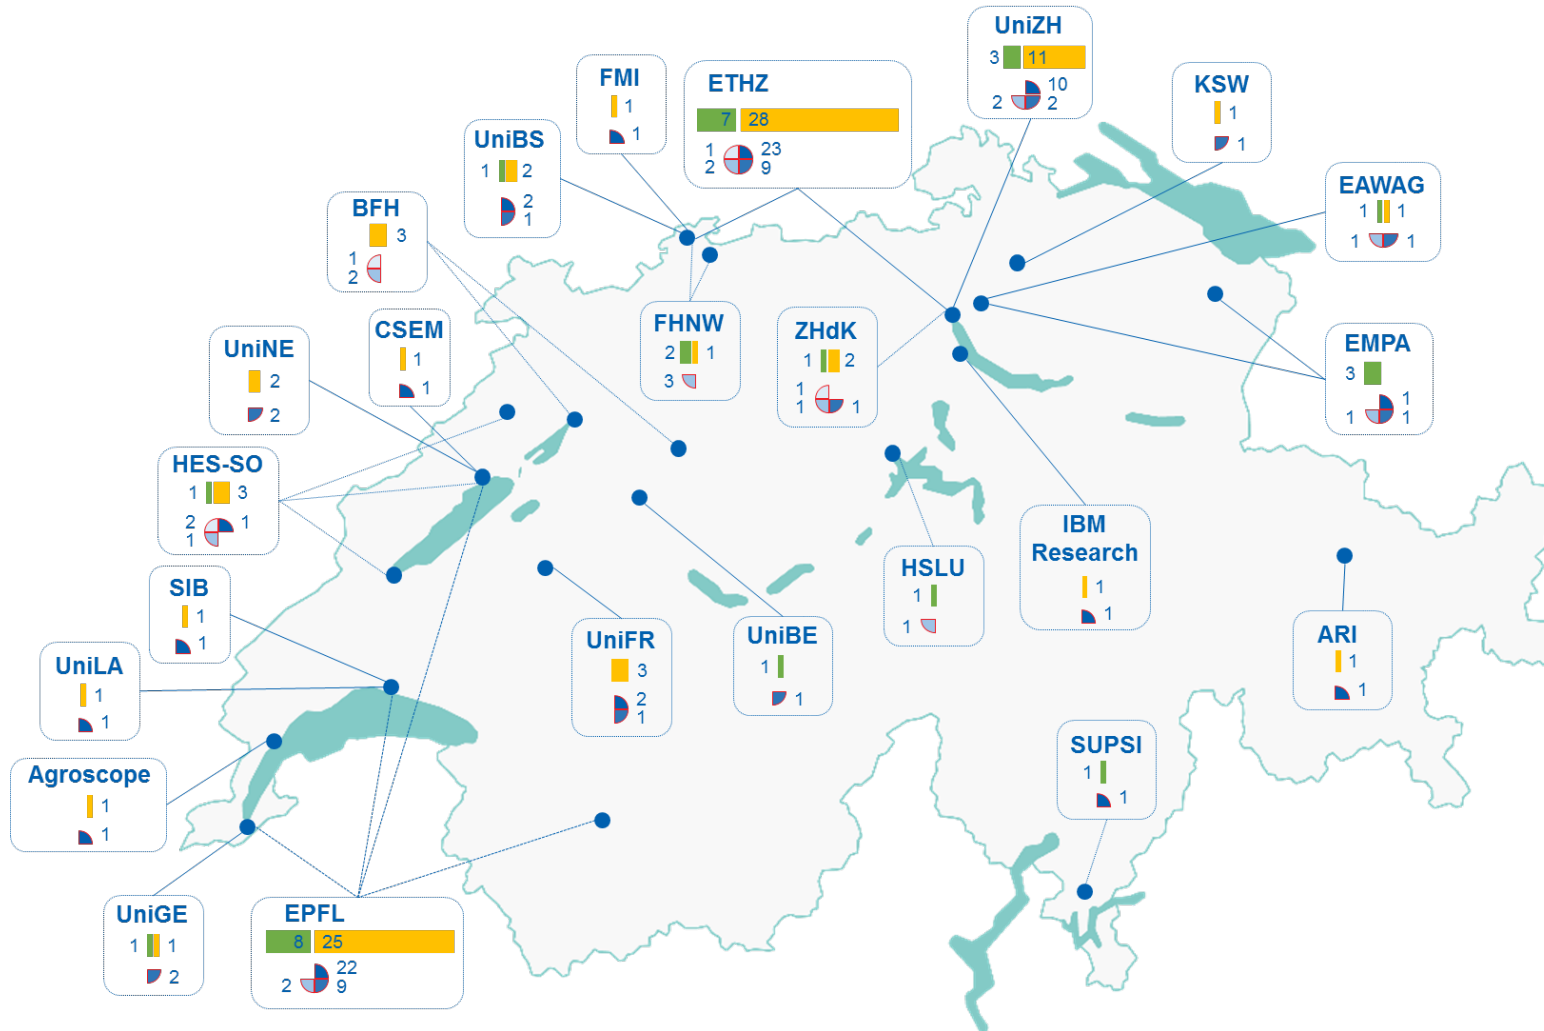 UniZH
3 11
10
2 2
FMI
1
1
ETHZ
7 28
1 23
2 9
KSW
1
1
UniBS
1 2
2
1
EAWAG
1 1
1 1
BFH
3
1
2
FHNW
2 1
3
ZHdK
1 2
1
1 1
CSEM
1
1
UniNE
2
2
EMPA
3
1
1 1
HES-SO
1 3
2 1
1
IBM
Research
1
1
HSLU
1
1
SIB
1
1
UniFR
3
2
1
UniBE
1
1
ARI
1
1
UniLA
1
1
SUPSI
1
1
Agroscope
1
1
UniGE
1 1
2
EPFL
8 25
22
2 9